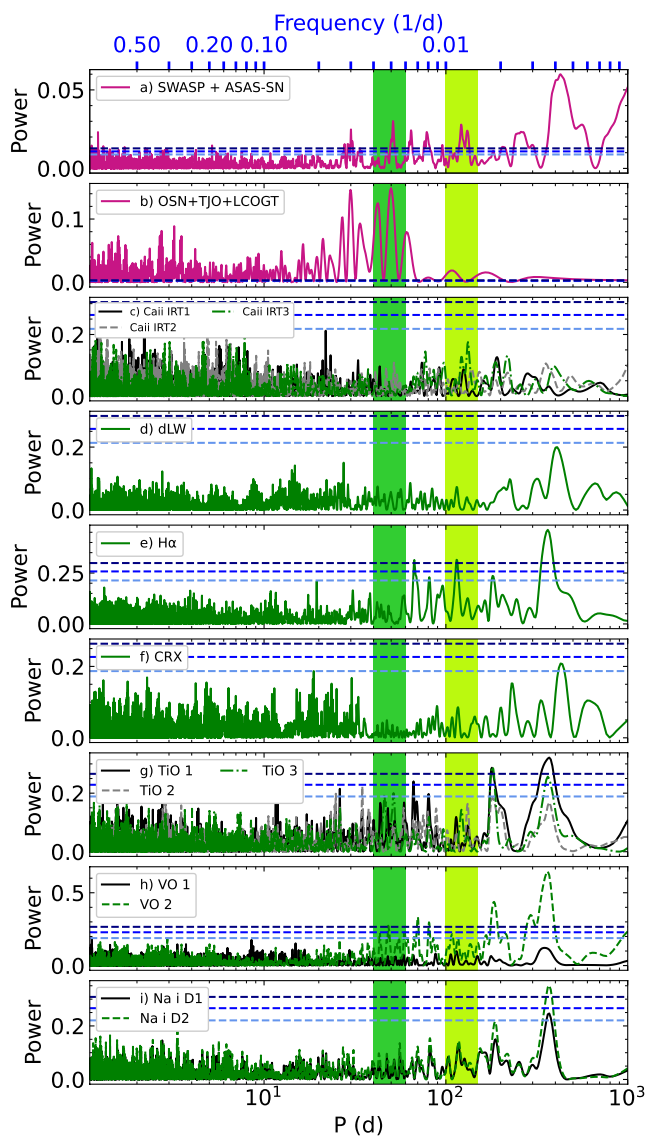 Frequency (1/d)
0.50 0.20 0.10 0.01
Power
0.05
0.00
a) SWASP + ASAS-SN
Power
0.1
0.0
b) OSN+TJO+LCOGT
Power
0.2
0.0
c) Caii IRT1 Caii IRT3
Caii IRT2
Power
0.2
0.0
d) dLW
Power
0.25
0.00
e) Hα
Power
0.2
0.0
f) CRX
Power
0.2
0.0
g) TiO 1 TiO 3
TiO 2
Power
0.5
0.0
h) VO 1
VO 2
Power
0.2
0.0
i) Na i D1
Na i D2
10¹ 10² 10³
P (d)